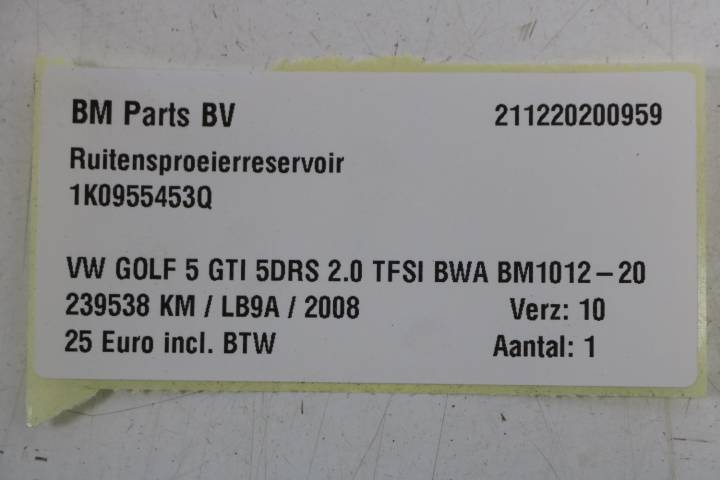 BM Parts BV 211220200959
Ruitensproeierreservoir
1K0955453Q
VW GOLF 5 GTI 5DRS 2.0 TFSI BWA BM1012-20
239538 KM / LB9A / 2008 Verz: 10
25 Euro incl. BTW Aantal: 1